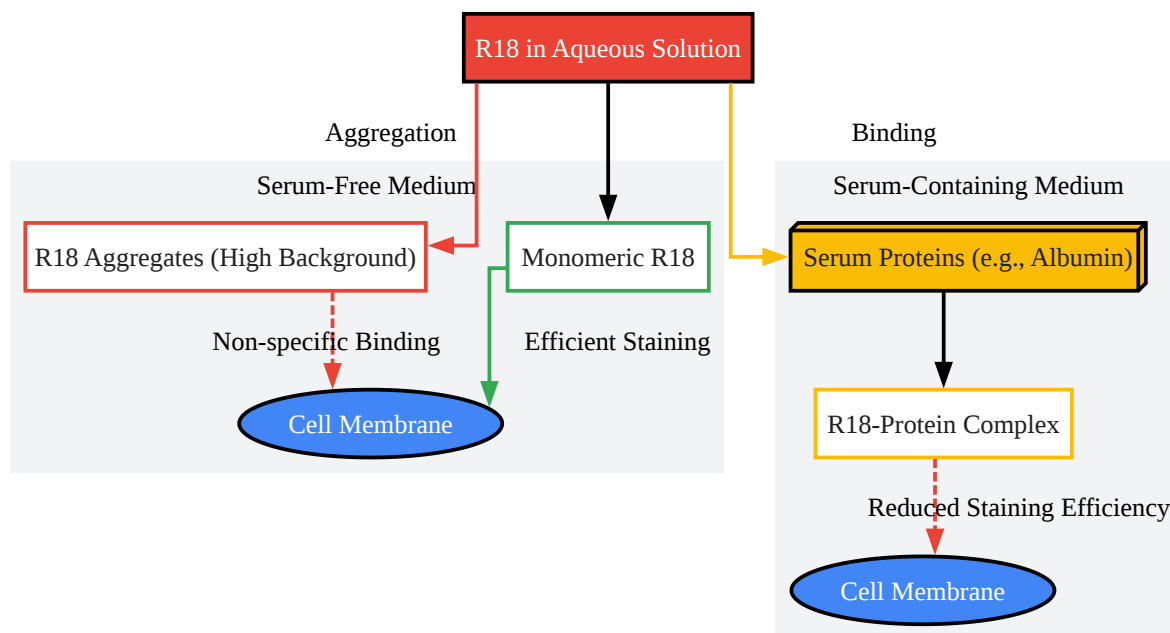 R18 in Aqueous Solution
Aggregation
Binding
Serum-Free Medium
Serum-Containing Medium
R18 Aggregates (High Background)
Monomeric R18
Serum Proteins (e.g., Albumin)
Non-specific Binding
Efficient Staining
Cell Membrane
R18-Protein Complex
Reduced Staining Efficiency
Cell Membrane